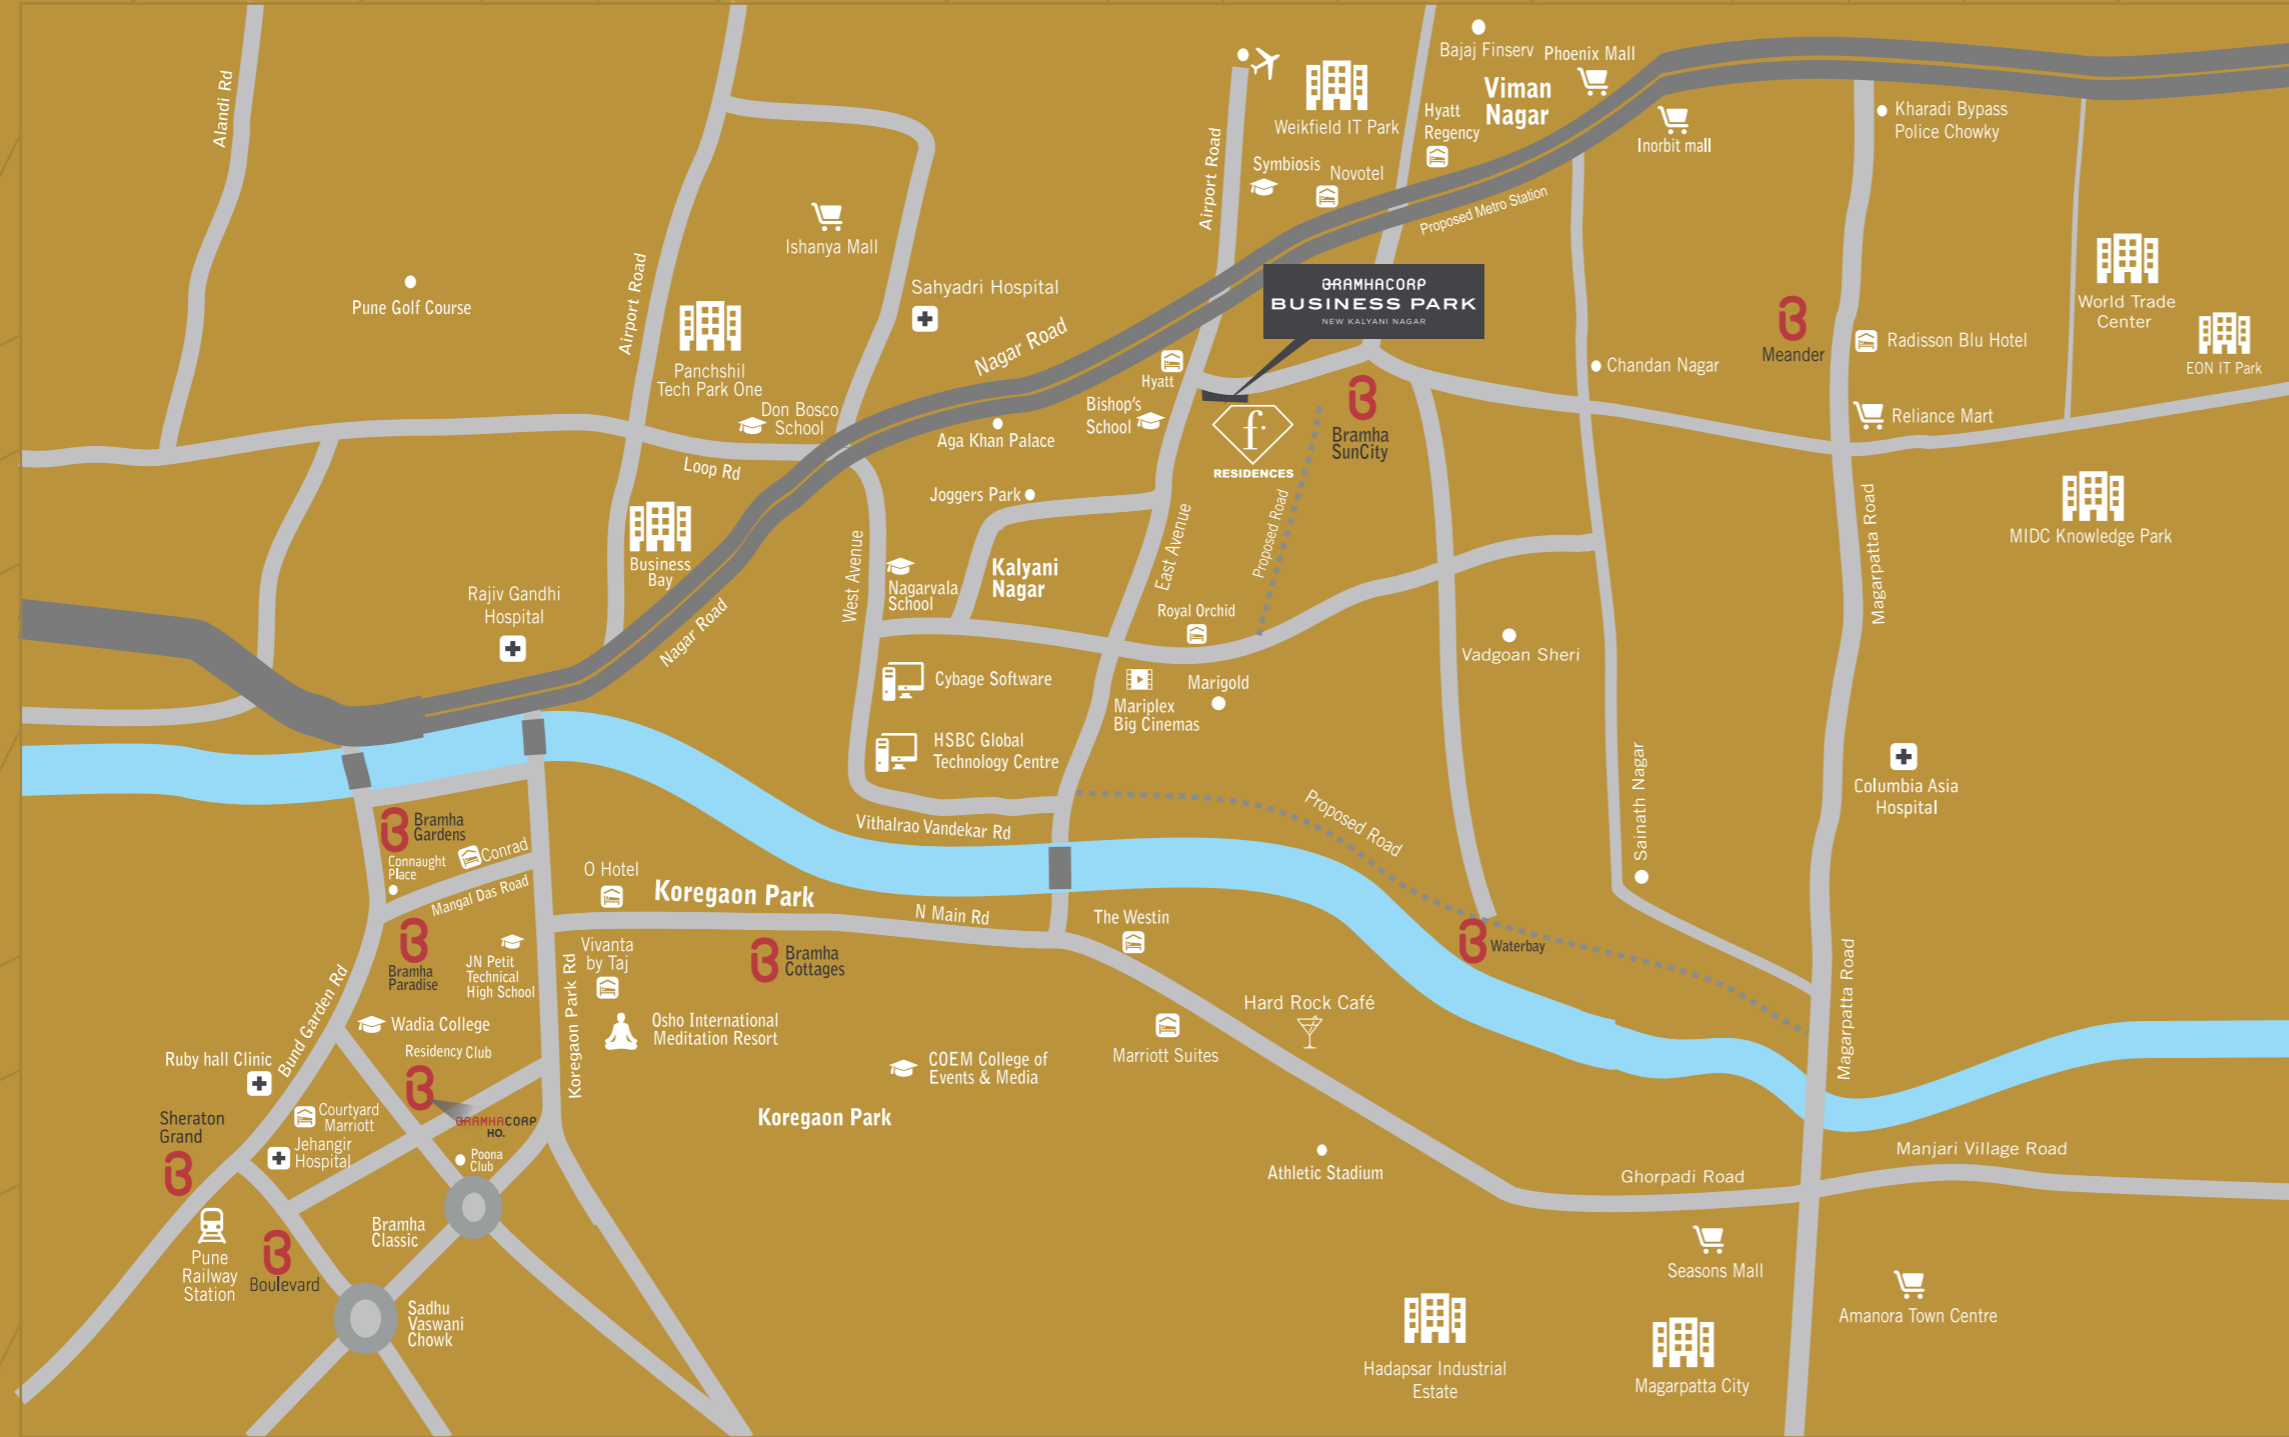 Alandi Rd
Pune Golf Course
Airport Road
Ishanya Mall
Panchshil
Tech Park One
Don Bosco
School
Loop Rd
Sahyadri Hospital
Nagar Road
Aga Khan Palace
Joggers Park
Airport Road
Weikfield IT Park
Symbiosis
Novotel
Bajaj Finserv
Phoenix Mall
Viman
Nagar
Hyatt
Regency
Inorbit mall
Proposed Metro Station
Kharadi Bypass
Police Chowky
BRAMHACORP
BUSINESS PARK
NEW KALYANI NAGAR
Hyatt
Bishop's
School
f
RESIDENCES
Bramha
SunCity
Chandan Nagar
Meander
Radisson Blu Hotel
Reliance Mart
World Trade
Center
EON IT Park
MIDC Knowledge Park
Magarpatta Road
Business
Bay
Rajiv Gandhi
Hospital
Nagar Road
West Avenue
Nagarvala
School
Kalyani
Nagar
East Avenue
Proposed Road
Royal Orchid
Vadgoan Sheri
Cybage Software
Mariplex
Big Cinemas
Marigold
HSBC Global
Technology Centre
Vithalrao Vandekar Rd
Proposed Road
Sainath Nagar
Columbia Asia
Hospital
Bramha
Gardens
Connaught
Place
Conrad
Mangal Das Road
O Hotel
Koregaon Park
N Main Rd
The Westin
Waterbay
Bramha
Paradise
JN Petit
Technical
High School
Vivanta
by Taj
Bramha
Cottages
Koregaon Park Rd
Osho International
Meditation Resort
Bund Garden Rd
Wadia College
Residency Club
Ruby hall Clinic
COEM College of
Events & Media
Marriott Suites
Hard Rock Café
Magarpatta Road
BRAMHACORP
HO.
Sheraton
Grand
Courtyard
Marriott
Jehangir
Hospital
Poona
Club
Koregaon Park
Athletic Stadium
Ghorpadi Road
Manjari Village Road
Bramha
Classic
Pune
Railway
Station
Boulevard
Sadhu
Vaswani
Chowk
Seasons Mall
Amanora Town Centre
Hadapsar Industrial
Estate
Magarpatta City